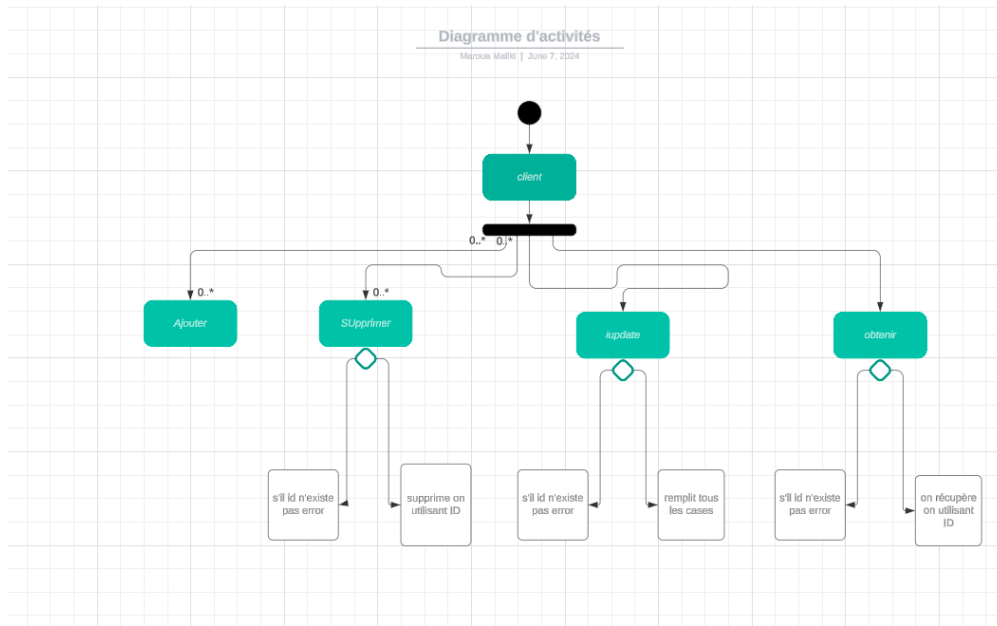 Diagramme d'activités
Maroua Maliki | June 7, 2024
client
0..* 0..*
0..*
0..*
Ajouter
SUpprimer
iupdate
obtenir
s'il id n'existe
pas error
supprime on
utilisant ID
s'il id n'existe
pas error
remplit tous
les cases
s'il id n'existe
pas error
on récupère
on utilisant
ID